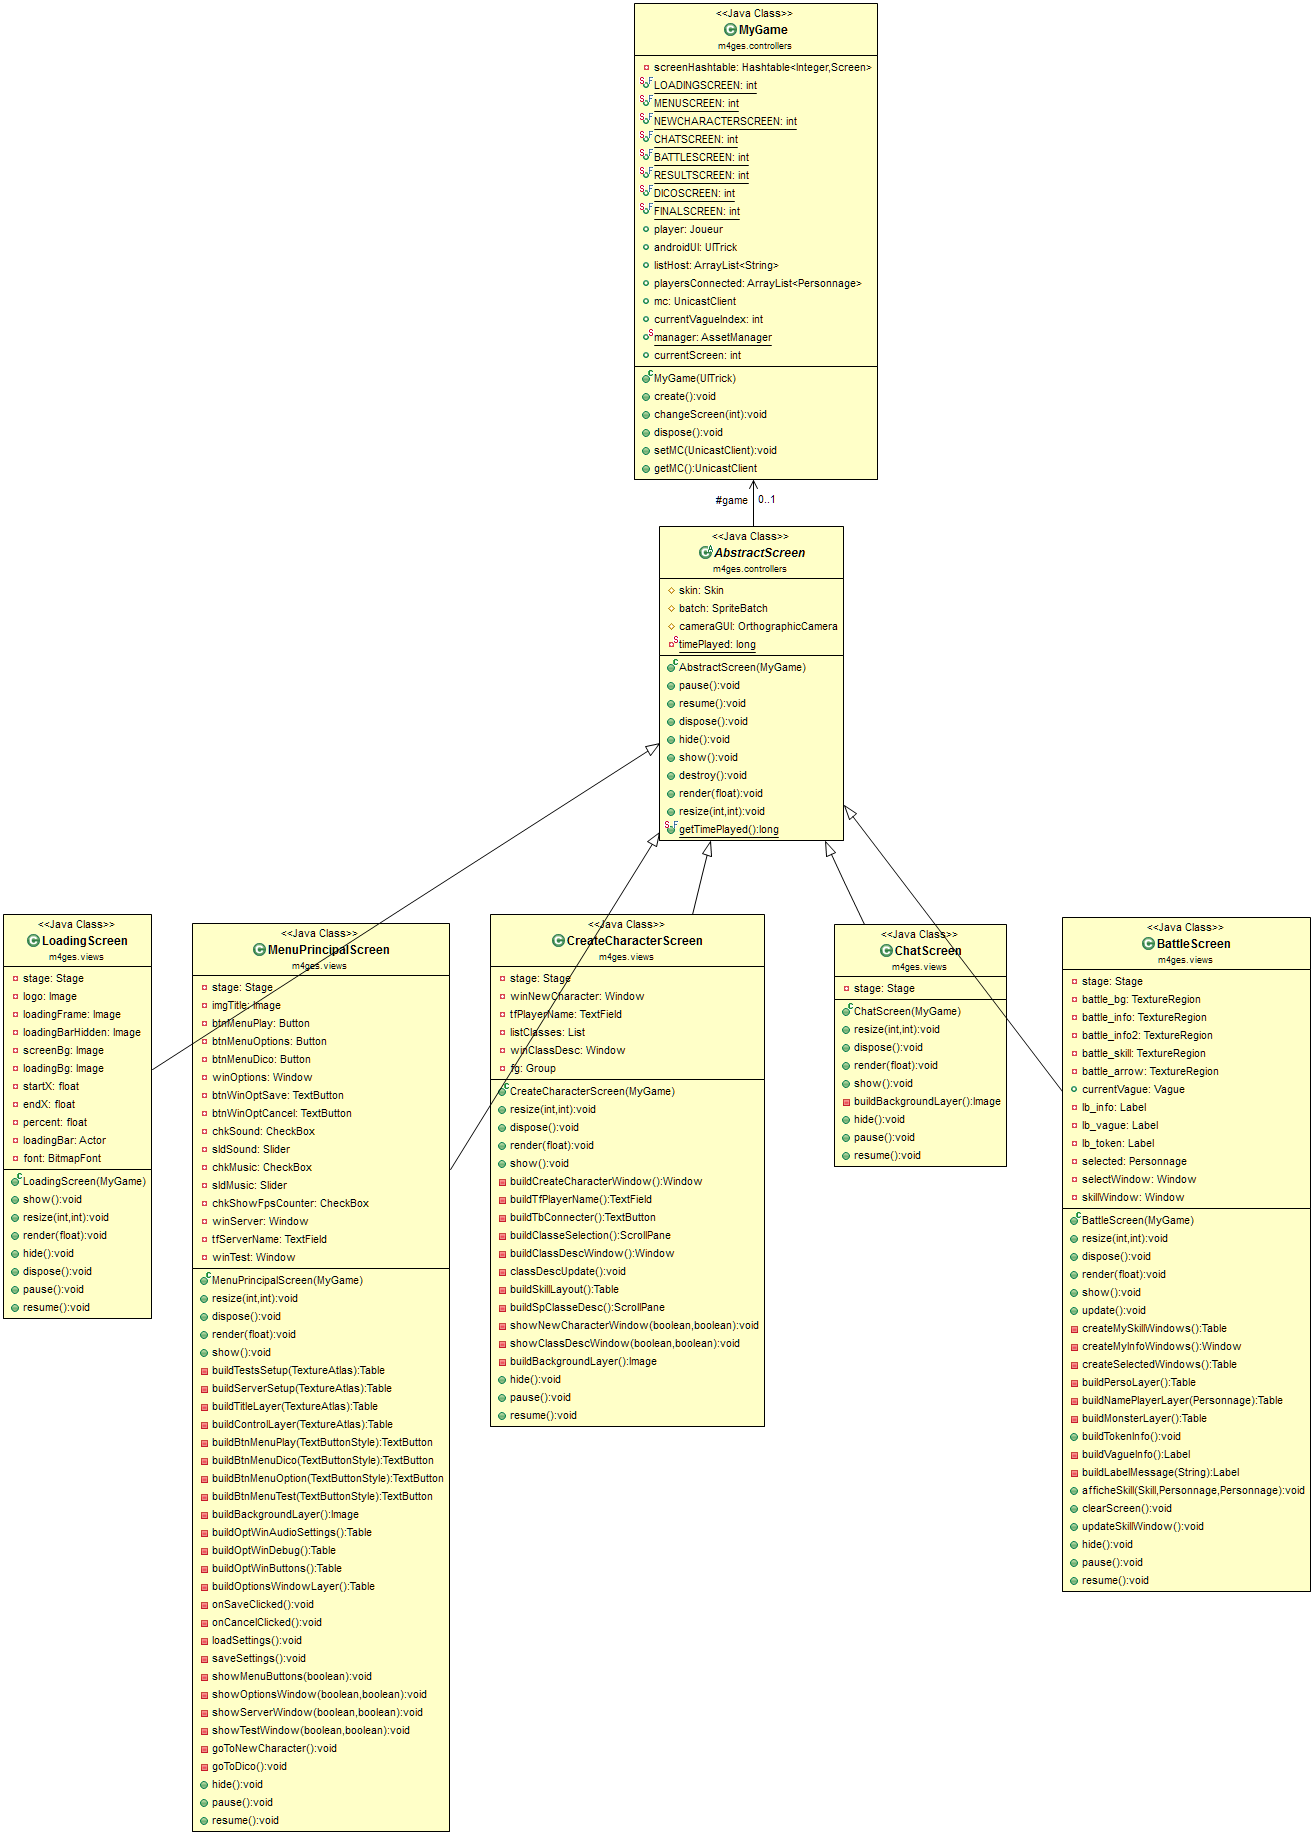 <<Java Class>>
MyGame
m4ges.controllers
screenHashtable: Hashtable<Integer,Screen>
LOADINGSCREEN: int
MENUSCREEN: int
NEWCHARACTERSCREEN: int
CHATSCREEN: int
BATTLESCREEN: int
RESULTSCREEN: int
DICOSCREEN: int
FINALSCREEN: int
player: Joueur
androidUI: UITrick
listHost: ArrayList<String>
playersConnected: ArrayList<Personnage>
mc: UnicastClient
currentVagueIndex: int
manager: AssetManager
currentScreen: int
MyGame(UITrick)
create():void
changeScreen(int):void
dispose():void
setMC(UnicastClient):void
getMC():UnicastClient
#game 0..1
<<Java Class>>
AbstractScreen
m4ges.controllers
skin: Skin
batch: SpriteBatch
cameraGUI: OrthographicCamera
timePlayed: long
AbstractScreen(MyGame)
pause():void
resume():void
dispose():void
hide():void
show():void
destroy():void
render(float):void
resize(int,int):void
getTimePlayed():long
<<Java Class>>
LoadingScreen
m4ges.views
stage: Stage
logo: Image
loadingFrame: Image
loadingBarHidden: Image
screenBg: Image
loadingBg: Image
startX: float
endX: float
percent: float
loadingBar: Actor
font: BitmapFont
LoadingScreen(MyGame)
show():void
resize(int,int):void
render(float):void
hide():void
dispose():void
pause():void
resume():void
<<Java Class>>
MenuPrincipalScreen
m4ges.views
stage: Stage
imgTitle: Image
btnMenuPlay: Button
btnMenuOptions: Button
btnMenuDico: Button
winOptions: Window
btnWinOptSave: TextButton
btnWinOptCancel: TextButton
chkSound: CheckBox
sldSound: Slider
chkMusic: CheckBox
sldMusic: Slider
chkShowFpsCounter: CheckBox
winServer: Window
tfServerName: TextField
winTest: Window
MenuPrincipalScreen(MyGame)
resize(int,int):void
dispose():void
render(float):void
show():void
buildTestsSetup(TextureAtlas):Table
buildServerSetup(TextureAtlas):Table
buildTitleLayer(TextureAtlas):Table
buildControlLayer(TextureAtlas):Table
buildBtnMenuPlay(TextButtonStyle):TextButton
buildBtnMenuDico(TextButtonStyle):TextButton
buildBtnMenuOption(TextButtonStyle):TextButton
buildBtnMenuTest(TextButtonStyle):TextButton
buildBackgroundLayer():Image
buildOptWinAudioSettings():Table
buildOptWinDebug():Table
buildOptWinButtons():Table
buildOptionsWindowLayer():Table
onSaveClicked():void
onCancelClicked():void
loadSettings():void
saveSettings():void
showMenuButtons(boolean):void
showOptionsWindow(boolean,boolean):void
showServerWindow(boolean,boolean):void
showTestWindow(boolean,boolean):void
goToNewCharacter():void
goToDico():void
hide():void
pause():void
resume():void
<<Java Class>>
CreateCharacterScreen
m4ges.views
stage: Stage
winNewCharacter: Window
tfPlayerName: TextField
listClasses: List
winClassDesc: Window
fg: Group
CreateCharacterScreen(MyGame)
resize(int,int):void
dispose():void
render(float):void
show():void
buildCreateCharacterWindow():Window
buildTfPlayerName():TextField
buildTbConnecter():TextButton
buildClasseSelection():ScrollPane
buildClassDescWindow():Window
classDescUpdate():void
buildSkillLayout():Table
buildSpClasseDesc():ScrollPane
showNewCharacterWindow(boolean,boolean):void
showClassDescWindow(boolean,boolean):void
buildBackgroundLayer():Image
hide():void
pause():void
resume():void
<<Java Class>>
ChatScreen
m4ges.views
stage: Stage
ChatScreen(MyGame)
resize(int,int):void
dispose():void
render(float):void
show():void
buildBackgroundLayer():Image
hide():void
pause():void
resume():void
<<Java Class>>
BattleScreen
m4ges.views
stage: Stage
battle_bg: TextureRegion
battle_info: TextureRegion
battle_info2: TextureRegion
battle_skill: TextureRegion
battle_arrow: TextureRegion
currentVague: Vague
lb_info: Label
lb_vague: Label
lb_token: Label
selected: Personnage
selectWindow: Window
skillWindow: Window
BattleScreen(MyGame)
resize(int,int):void
dispose():void
render(float):void
show():void
update():void
createMySkillWindows():Table
createMyInfoWindows():Window
createSelectedWindows():Table
buildPersoLayer():Table
buildNamePlayerLayer(Personnage):Table
buildMonsterLayer():Table
buildTokenInfo():void
buildVagueInfo():Label
buildLabelMessage(String):Label
afficheSkill(Skill,Personnage,Personnage):void
clearScreen():void
updateSkillWindow():void
hide():void
pause():void
resume():void